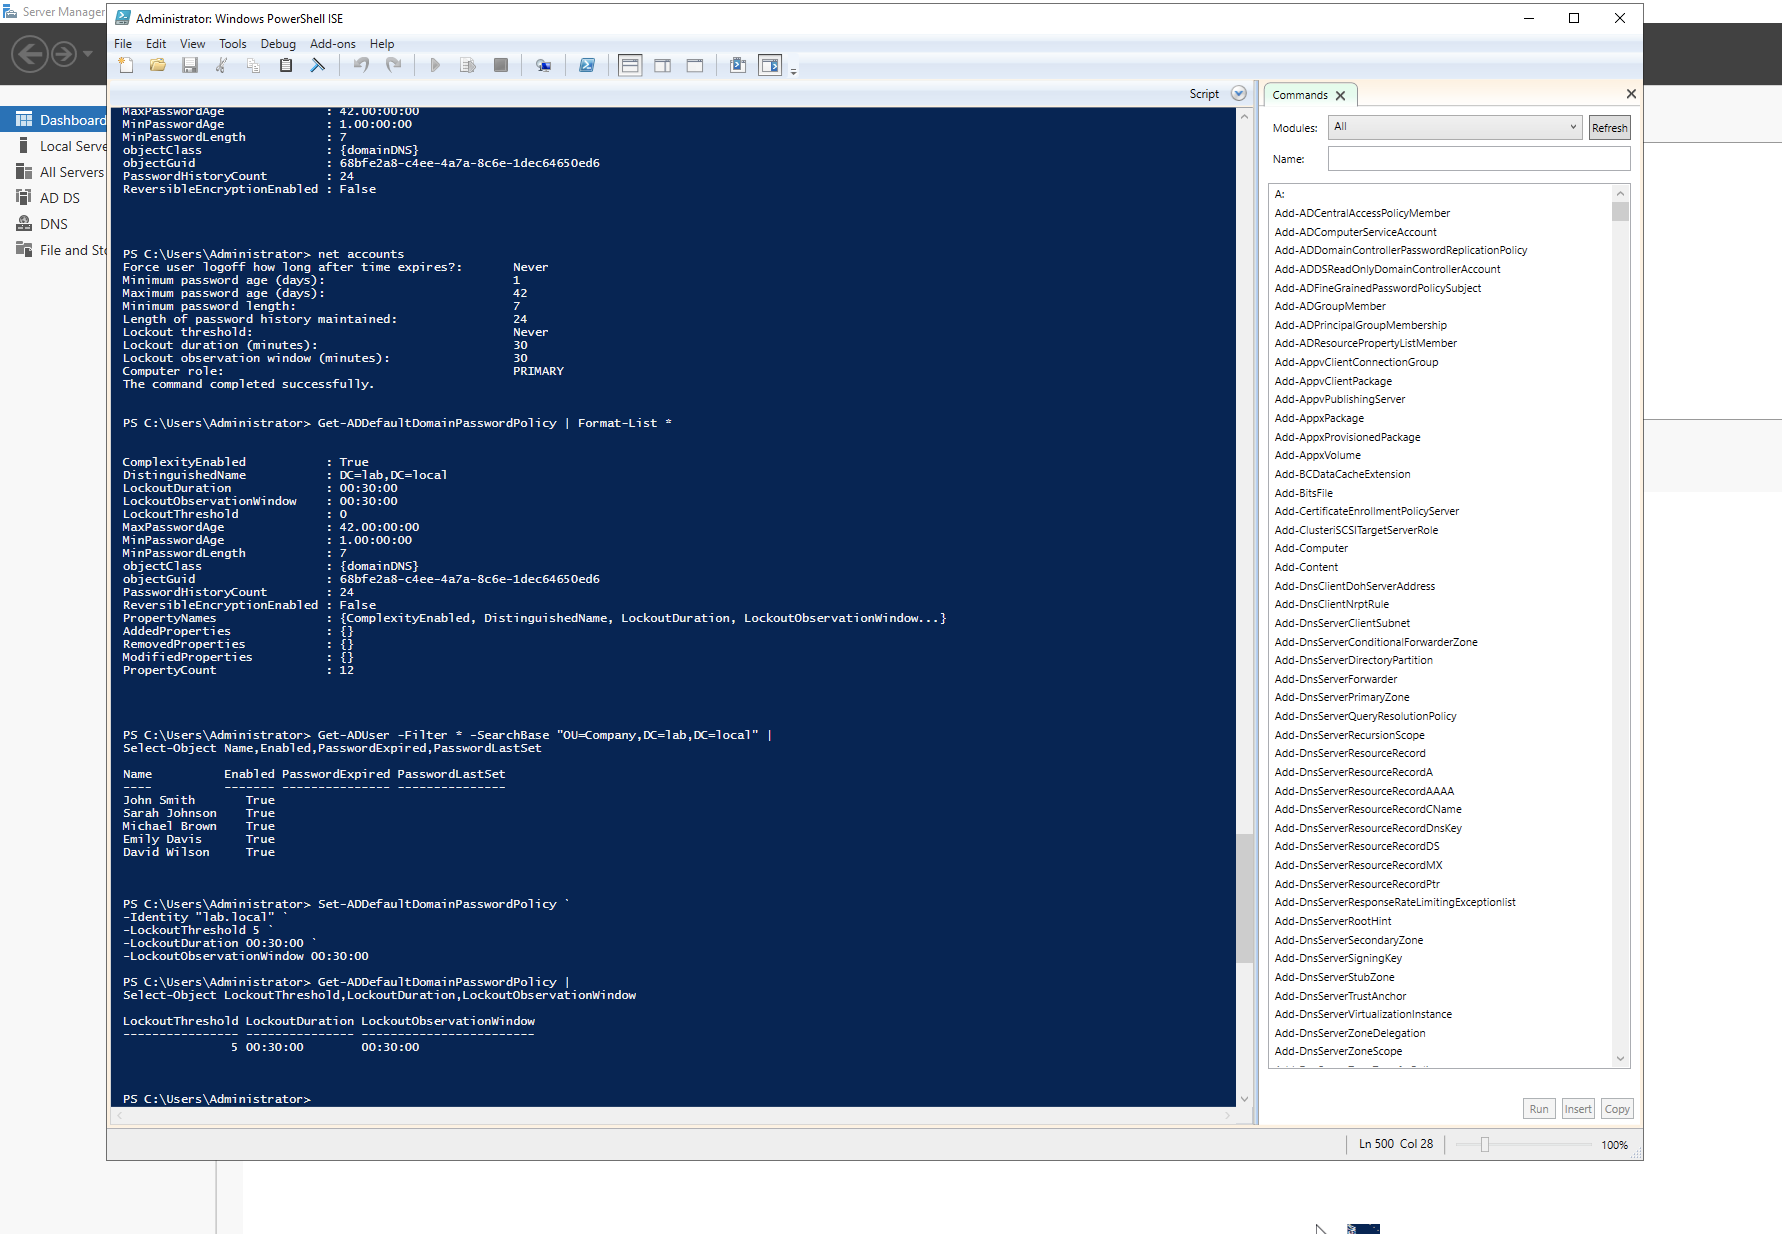 Server Manager
Administrator: Windows PowerShell ISE
File Edit View Tools Debug Add-ons Help
Script
Dashboard
Local Serve
All Servers
AD DS
DNS
File and Sto
MaxPasswordAge : 42.00:00:00
MinPasswordAge : 1.00:00:00
MinPasswordLength : 7
objectClass : {domainDNS}
objectGuid : 68bfe2a8-c4ee-4a7a-8c6e-1dec64650ed6
PasswordHistoryCount : 24
ReversibleEncryptionEnabled : False
PS C:\Users\Administrator> net accounts
Force user logoff how long after time expires?: Never
Minimum password age (days): 1
Maximum password age (days): 42
Minimum password length: 7
Length of password history maintained: 24
Lockout threshold: Never
Lockout duration (minutes): 30
Lockout observation window (minutes): 30
Computer role: PRIMARY
The command completed successfully.
PS C:\Users\Administrator> Get-ADDefaultDomainPasswordPolicy | Format-List *
ComplexityEnabled : True
DistinguishedName : DC=lab,DC=local
LockoutDuration : 00:30:00
LockoutObservationWindow : 00:30:00
LockoutThreshold : 0
MaxPasswordAge : 42.00:00:00
MinPasswordAge : 1.00:00:00
MinPasswordLength : 7
objectClass : {domainDNS}
objectGuid : 68bfe2a8-c4ee-4a7a-8c6e-1dec64650ed6
PasswordHistoryCount : 24
ReversibleEncryptionEnabled : False
PropertyNames : {ComplexityEnabled, DistinguishedName, LockoutDuration, LockoutObservationWindow...}
AddedProperties : {}
RemovedProperties : {}
ModifiedProperties : {}
PropertyCount : 12
PS C:\Users\Administrator> Get-ADUser -Filter * -SearchBase "OU=Company,DC=lab,DC=local" |
Select-Object Name,Enabled,PasswordExpired,PasswordLastSet
Name Enabled PasswordExpired PasswordLastSet
---- ------- --------------- ---------------
John Smith True
Sarah Johnson True
Michael Brown True
Emily Davis True
David Wilson True
PS C:\Users\Administrator> Set-ADDefaultDomainPasswordPolicy `
-Identity "lab.local" `
-LockoutThreshold 5 `
-LockoutDuration 00:30:00 `
-LockoutObservationWindow 00:30:00
PS C:\Users\Administrator> Get-ADDefaultDomainPasswordPolicy |
Select-Object LockoutThreshold,LockoutDuration,LockoutObservationWindow
LockoutThreshold LockoutDuration LockoutObservationWindow
---------------- --------------- ------------------------
5 00:30:00 00:30:00
PS C:\Users\Administrator>
Commands
Modules: All Refresh
Name:
A:
Add-ADCentralAccessPolicyMember
Add-ADComputerServiceAccount
Add-ADDomainControllerPasswordReplicationPolicy
Add-ADDSReadOnlyDomainControllerAccount
Add-ADFineGrainedPasswordPolicySubject
Add-ADGroupMember
Add-ADPrincipalGroupMembership
Add-ADResourcePropertyListMember
Add-AppvClientConnectionGroup
Add-AppvClientPackage
Add-AppvPublishingServer
Add-AppxPackage
Add-AppxProvisionedPackage
Add-AppxVolume
Add-BCDataCacheExtension
Add-BitsFile
Add-CertificateEnrollmentPolicyServer
Add-ClusteriSCSITargetServerRole
Add-Computer
Add-Content
Add-DnsClientDohServerAddress
Add-DnsClientNrptRule
Add-DnsServerClientSubnet
Add-DnsServerConditionalForwarderZone
Add-DnsServerDirectoryPartition
Add-DnsServerForwarder
Add-DnsServerPrimaryZone
Add-DnsServerQueryResolutionPolicy
Add-DnsServerRecursionScope
Add-DnsServerResourceRecord
Add-DnsServerResourceRecordA
Add-DnsServerResourceRecordAAAA
Add-DnsServerResourceRecordCName
Add-DnsServerResourceRecordDnsKey
Add-DnsServerResourceRecordDS
Add-DnsServerResourceRecordMX
Add-DnsServerResourceRecordPtr
Add-DnsServerResponseRateLimitingExceptionlist
Add-DnsServerRootHint
Add-DnsServerSecondaryZone
Add-DnsServerSigningKey
Add-DnsServerStubZone
Add-DnsServerTrustAnchor
Add-DnsServerVirtualizationInstance
Add-DnsServerZoneDelegation
Add-DnsServerZoneScope
Run Insert Copy
Ln 500 Col 28 100%